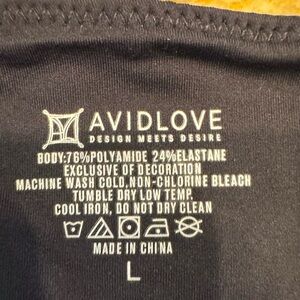 AVIDLOVE
DESIGN MEETS DESIRE
BODY:76%POLYAMIDE 24%ELASTANE
EXCLUSIVE OF DECORATION
MACHINE WASH COLD,NON-CHLORINE BLEACH
TUMBLE DRY LOW TEMP.
COOL IRON, DO NOT DRY CLEAN
MADE IN CHINA
L